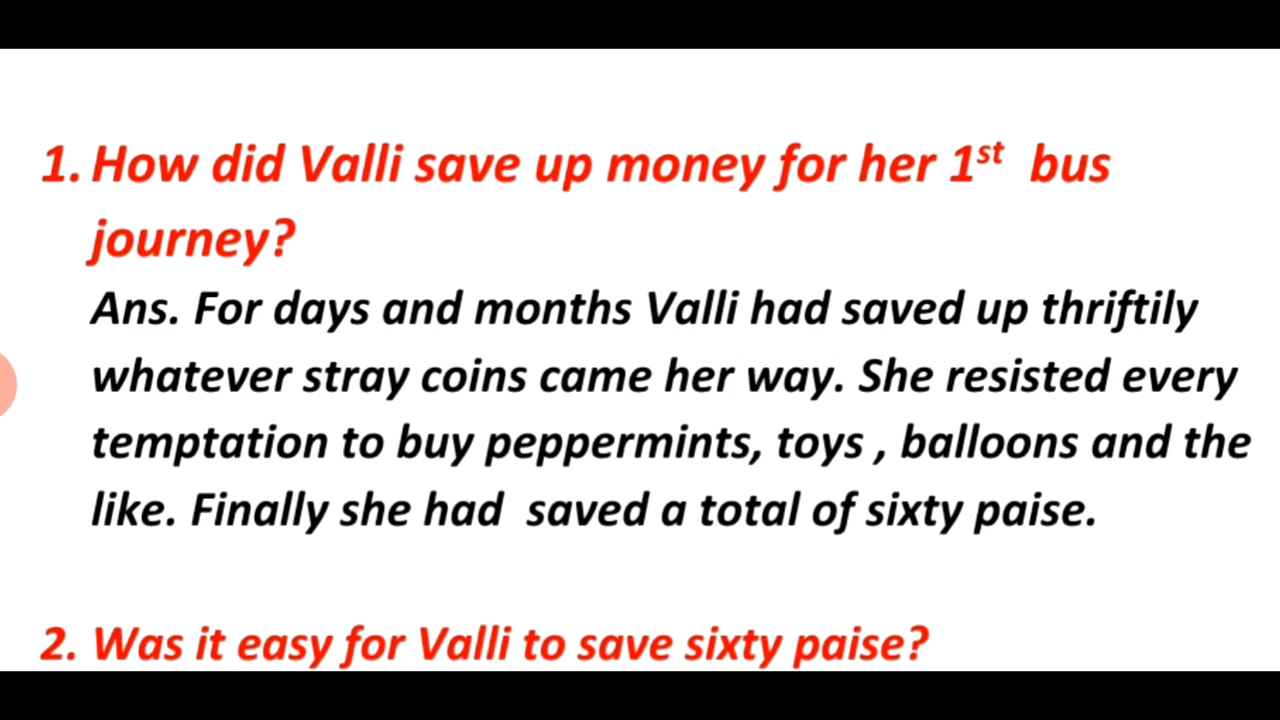 1. How did Valli save up money for her 1st bus
journey?
Ans. For days and months Valli had saved up thriftily
whatever stray coins came her way. She resisted every
temptation to buy peppermints, toys , balloons and the
like. Finally she had saved a total of sixty paise.
2. Was it easy for Valli to save sixty paise?